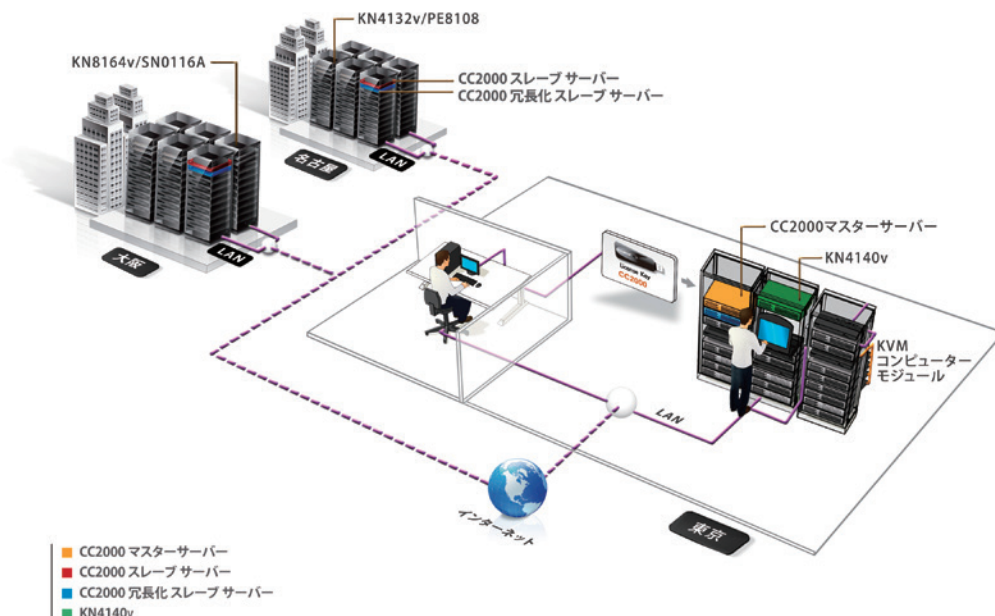 KN4132v/PE8108
KN8164v/SN0116A
CC2000 スレーブ サーバー
CC2000 冗長化 スレーブ サーバー
名古屋
LAN
大阪
LAN
CC2000マスターサーバー
License Key
CC2000
KN4140v
KVM
コンピューター
モジュール
LAN
インターネット
東京
CC2000 マスターサーバー
CC2000 スレーブ サーバー
CC2000 冗長化 スレーブ サーバー
KN4140v